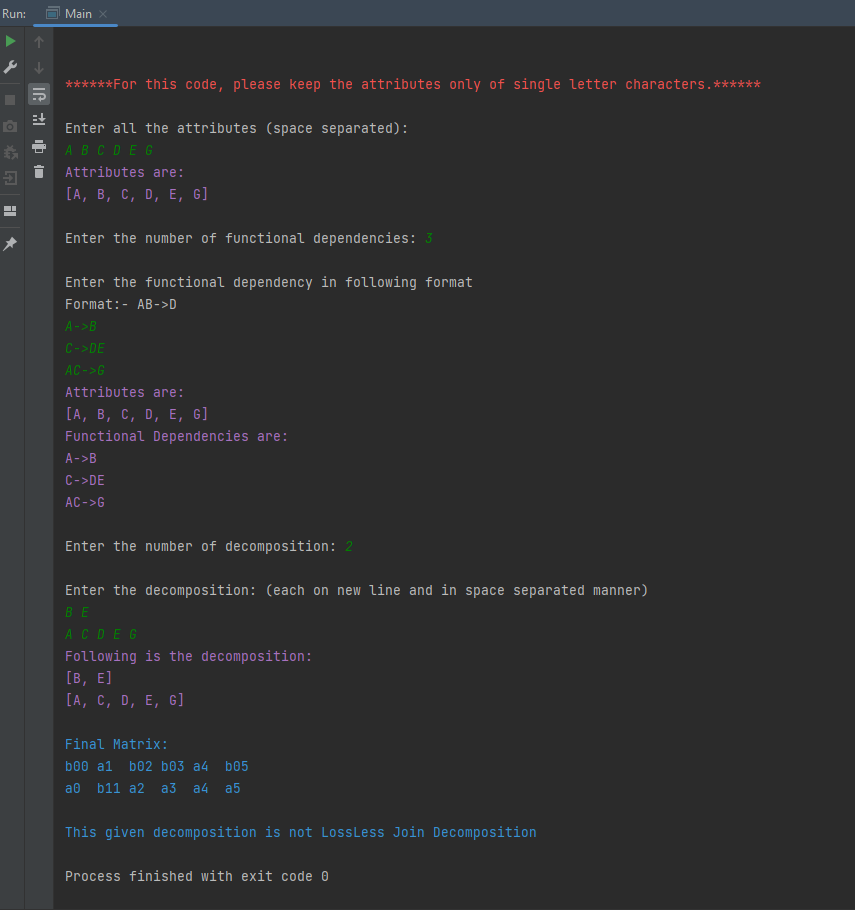 Run: Main
******For this code, please keep the attributes only of single letter characters.******
Enter all the attributes (space separated):
A B C D E G
Attributes are:
[A, B, C, D, E, G]
Enter the number of functional dependencies: 3
Enter the functional dependency in following format
Format:- AB->D
A->B
C->DE
AC->G
Attributes are:
[A, B, C, D, E, G]
Functional Dependencies are:
A->B
C->DE
AC->G
Enter the number of decomposition: 2
Enter the decomposition: (each on new line and in space separated manner)
B E
A C D E G
Following is the decomposition:
[B, E]
[A, C, D, E, G]
Final Matrix:
b00 a1  b02 b03 a4  b05
a0  b11 a2  a3  a4  a5
This given decomposition is not LossLess Join Decomposition
Process finished with exit code 0